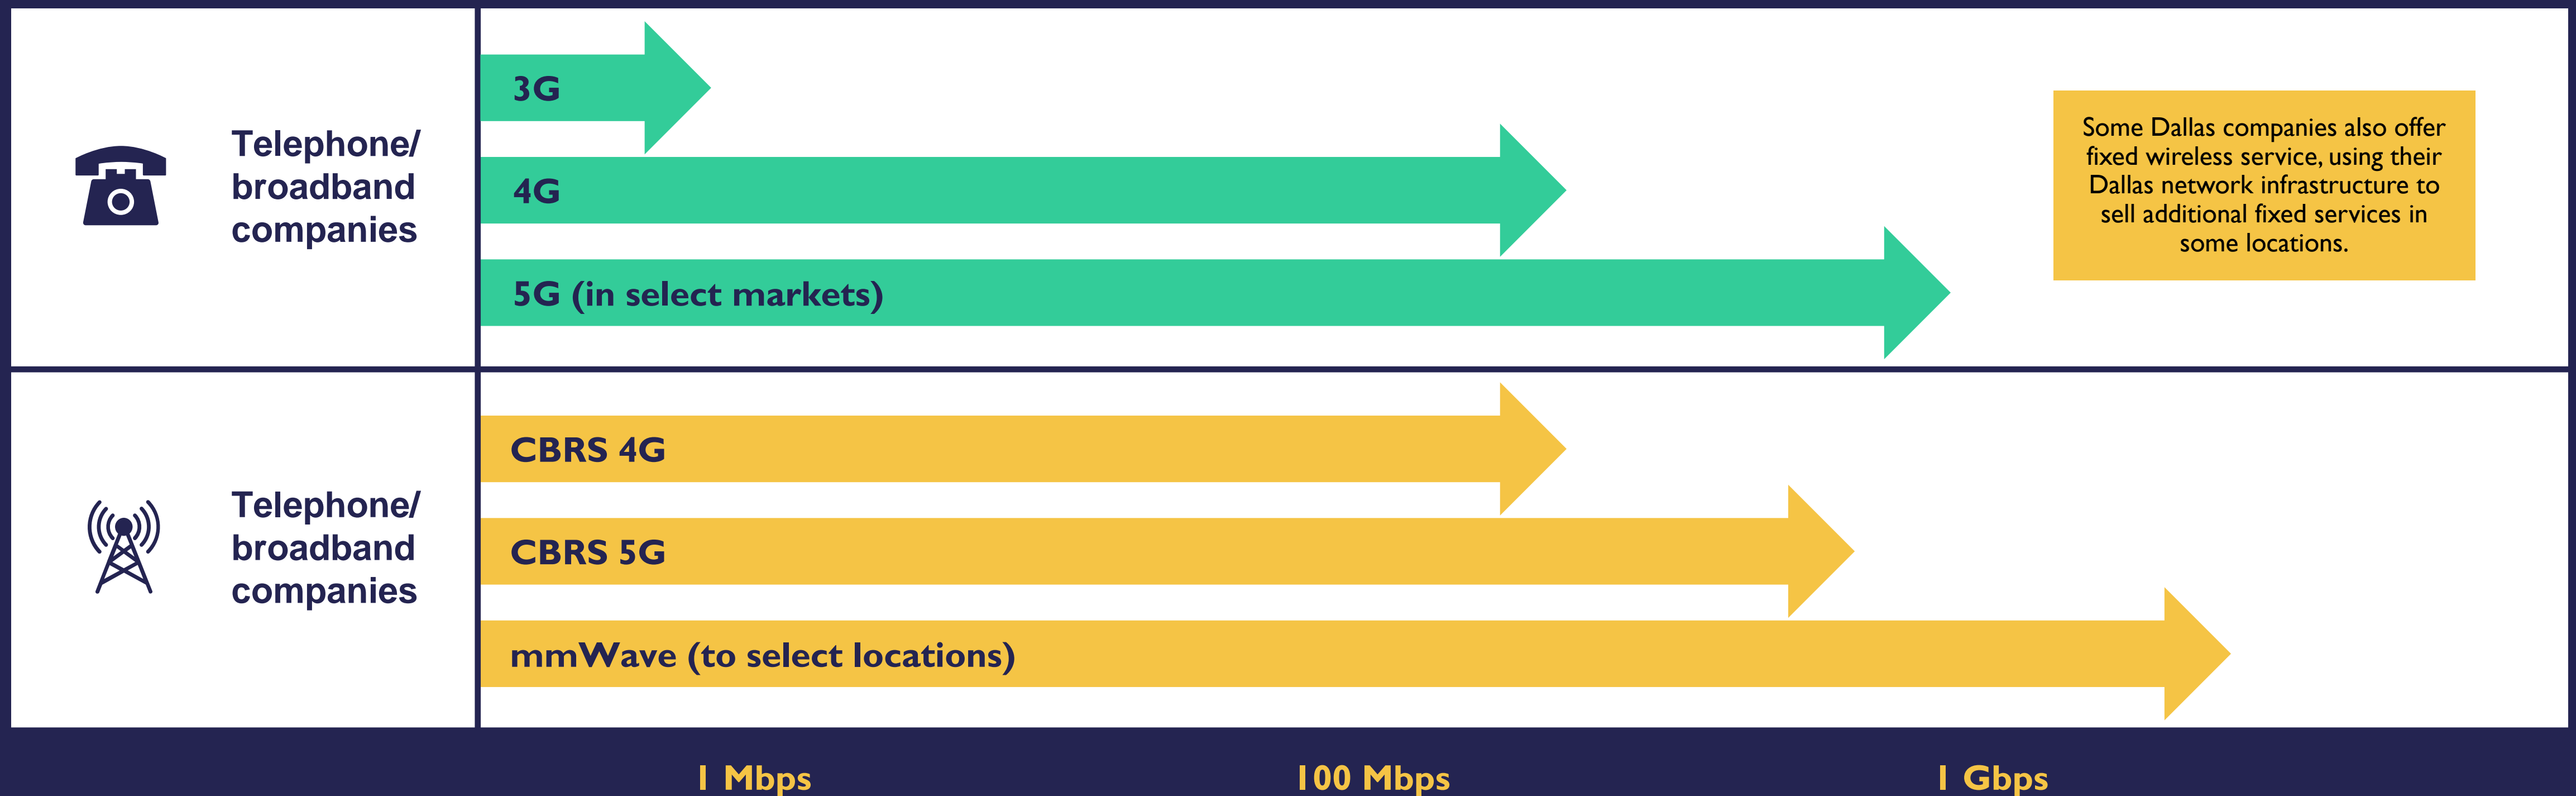 Telephone/
broadband
companies
3G
4G
5G (in select markets)
Some Dallas companies also offer
fixed wireless service, using their
Dallas network infrastructure to
sell additional fixed services in
some locations.
Telephone/
broadband
companies
CBRS 4G
CBRS 5G
mmWave (to select locations)
1 Mbps
100 Mbps
1 Gbps